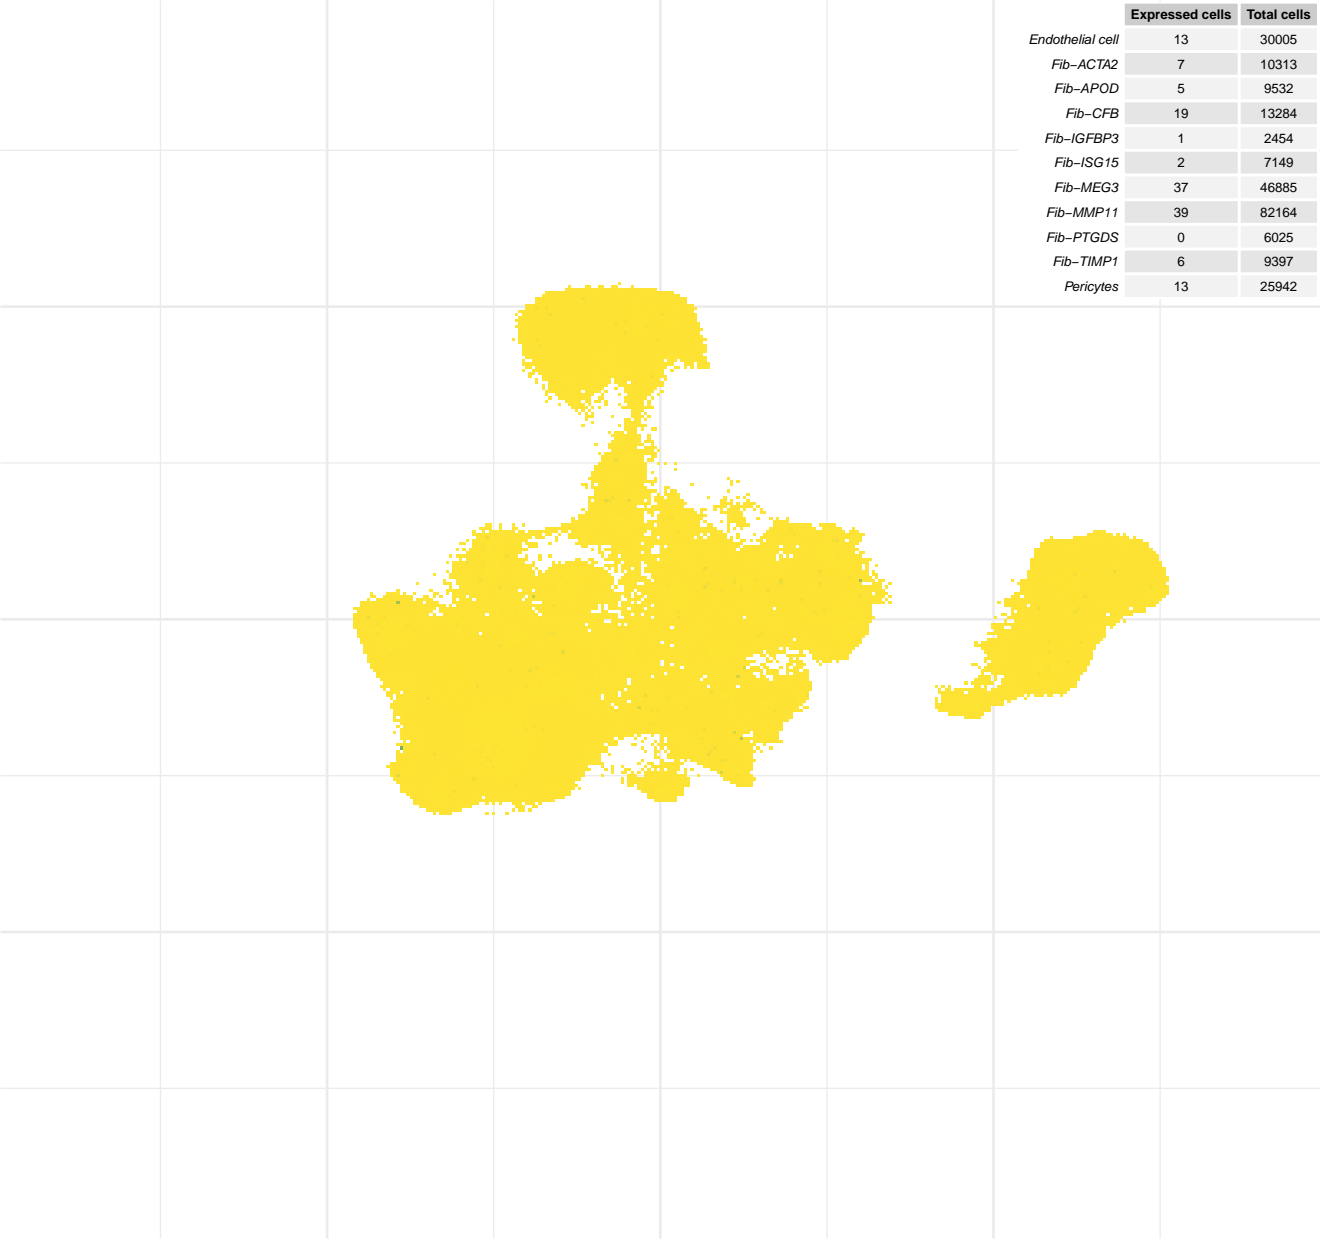 Expressed cells Total cells
Endothelial cell 13 30005
Fib−ACTA2 7 10313
Fib−APOD 5 9532
Fib−CFB 19 13284
Fib−IGFBP3 1 2454
Fib−ISG15 2 7149
Fib−MEG3 37 46885
Fib−MMP11 39 82164
Fib−PTGDS 0 6025
Fib−TIMP1 6 9397
Pericytes 13 25942